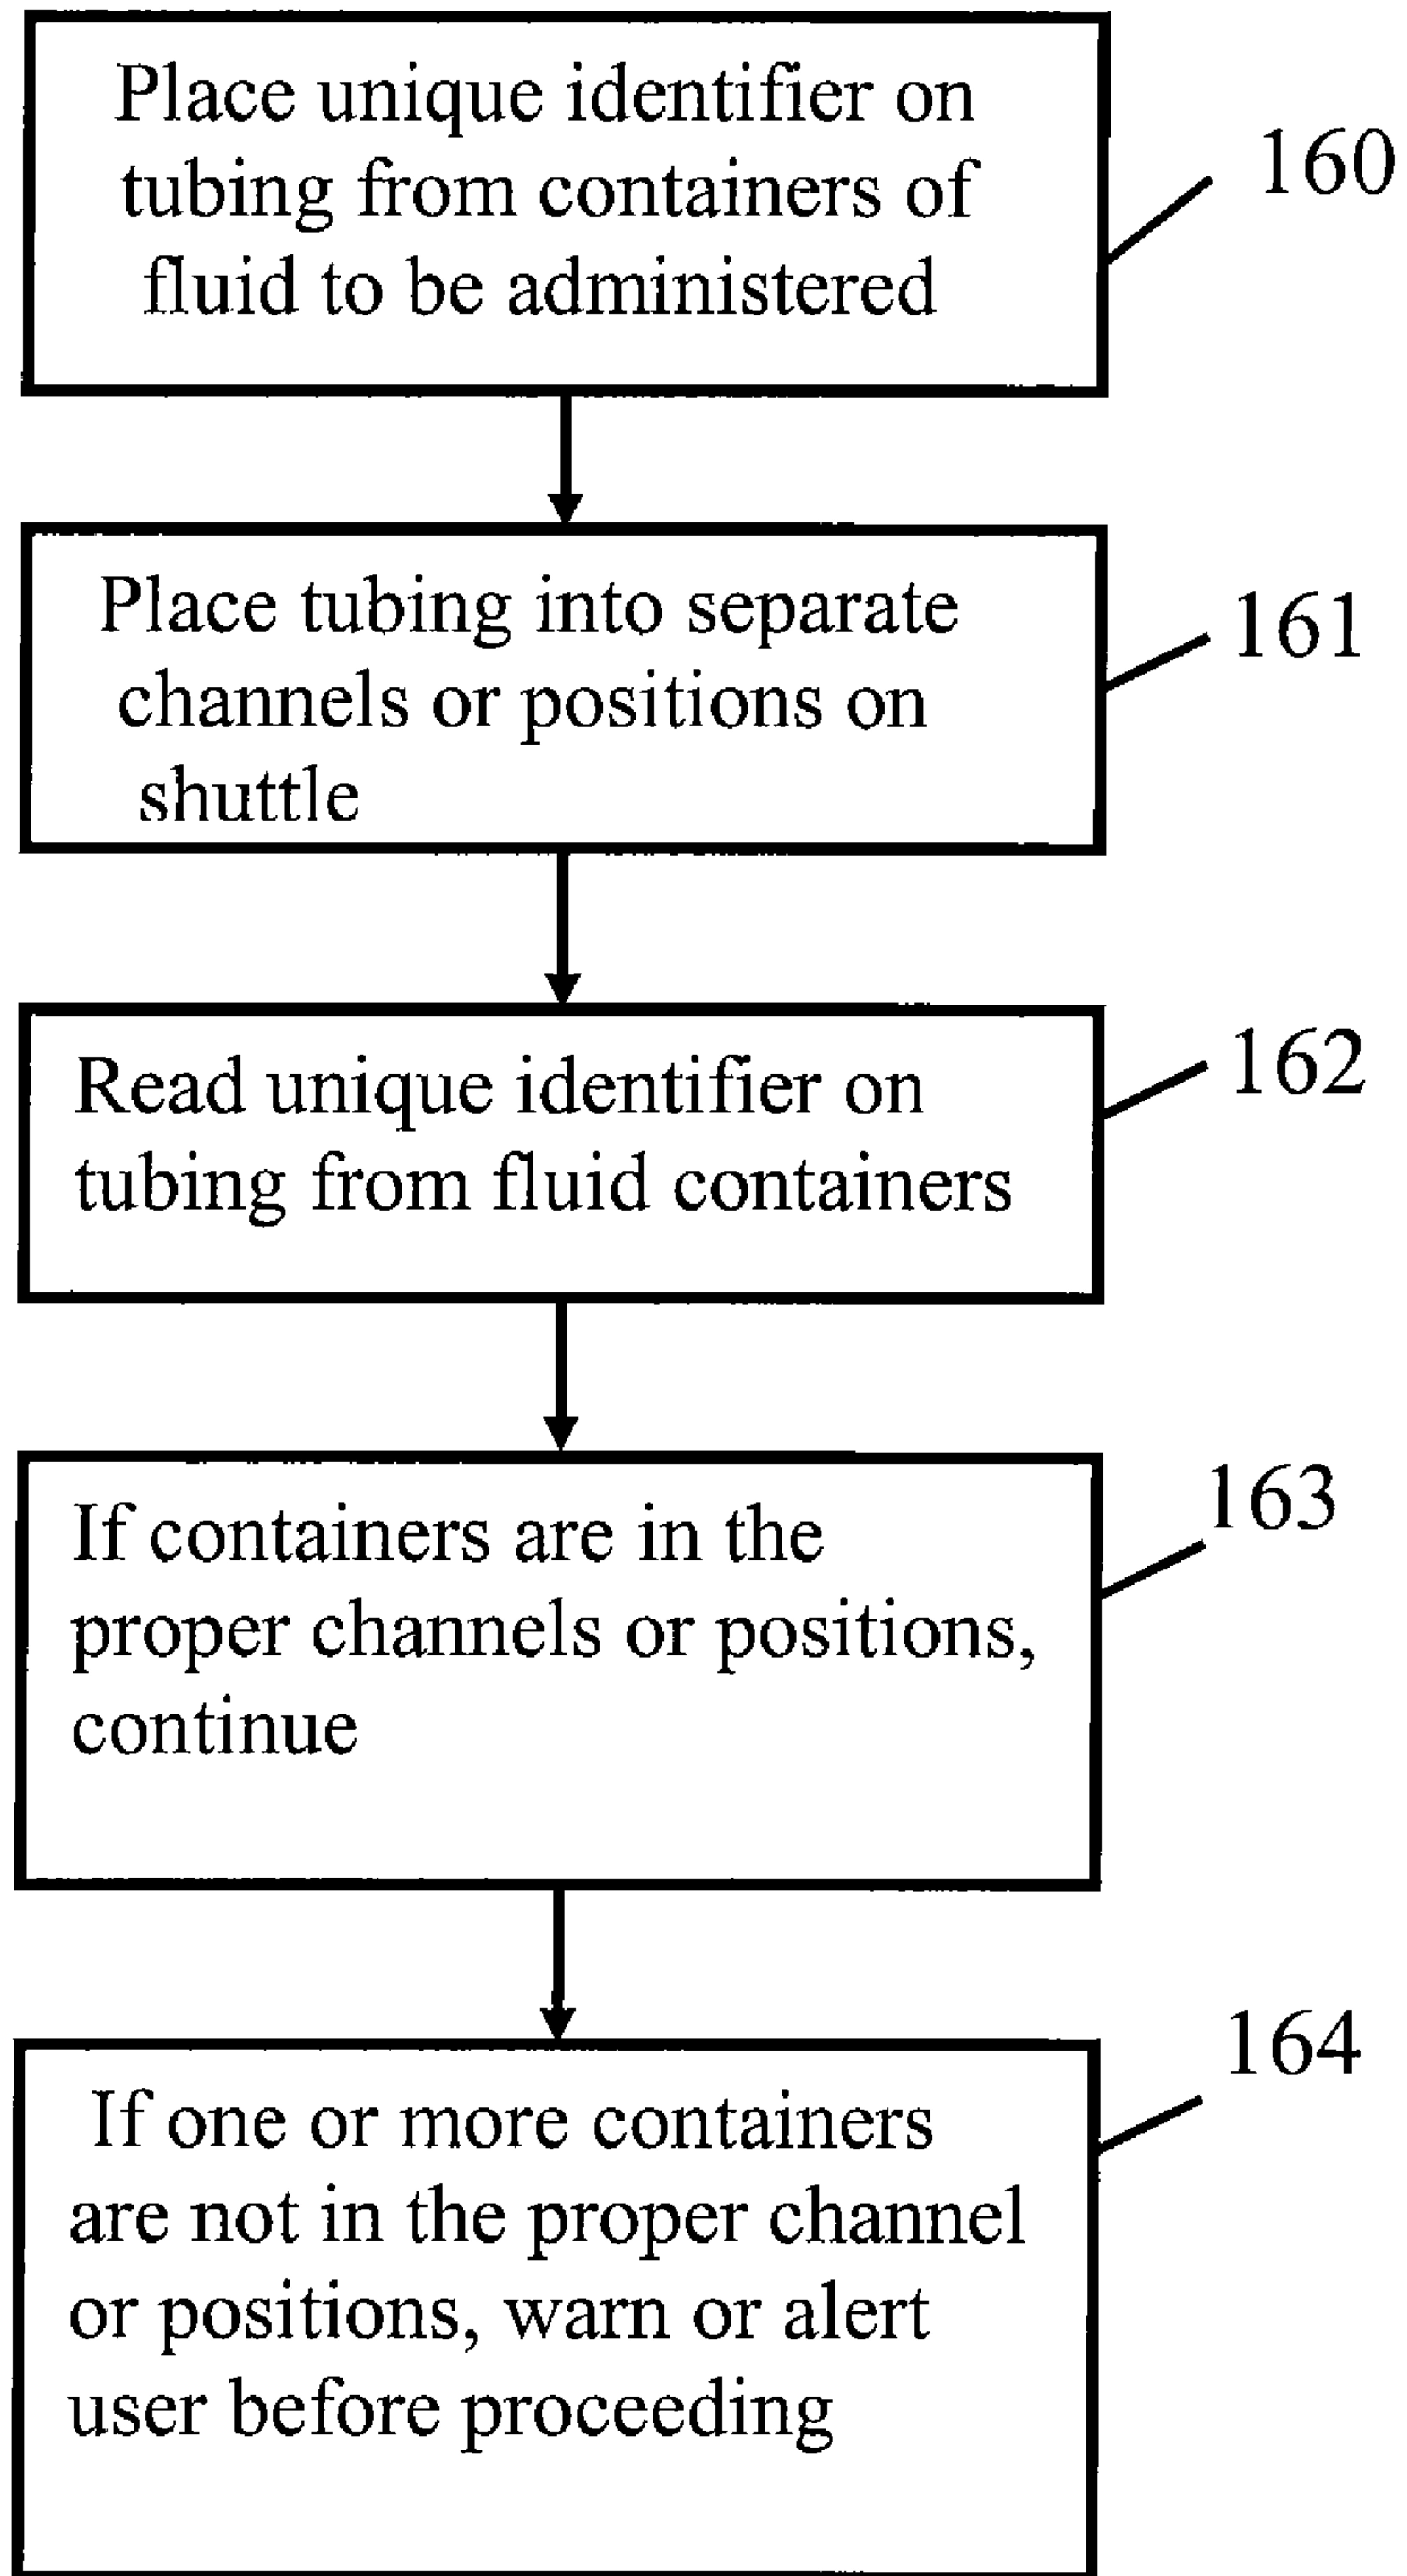 Place unique identifier on
tubing from containers of
fluid to be administered
160
Place tubing into separate
channels or positions on
shuttle
161
Read unique identifier on
tubing from fluid containers
162
If containers are in the
proper channels or positions,
continue
163
If one or more containers
are not in the proper channel
or positions, warn or alert
user before proceeding
164